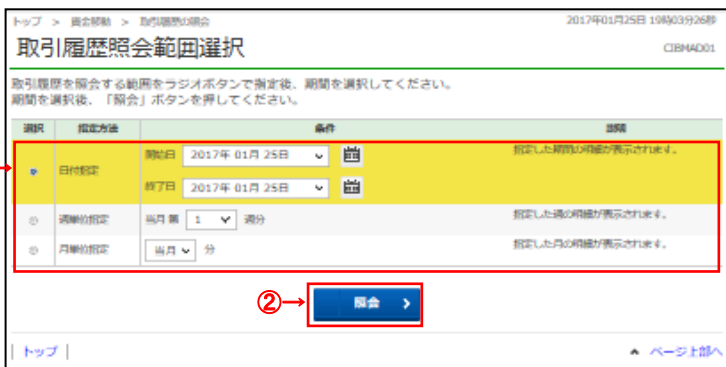 トップ > 資金移動 > 取引履歴の照会
2017年01月25日 19時03分26秒
取引履歴照会範囲選択
CIBMAD01
取引履歴を照会する範囲をラジオボタンで指定後、期間を選択してください。
期間を選択後、「照会」ボタンを押してください。
選択 指定方法 条件 説明
日付指定
開始日 2017年 01月 25日
終了日 2017年 01月 25日
指定した期間の明細が表示されます。
週単位指定 当月 第 1 週分 指定した週の明細が表示されます。
月単位指定 当月 分 指定した月の明細が表示されます。
②→ 照会
トップ
ページ上部へ